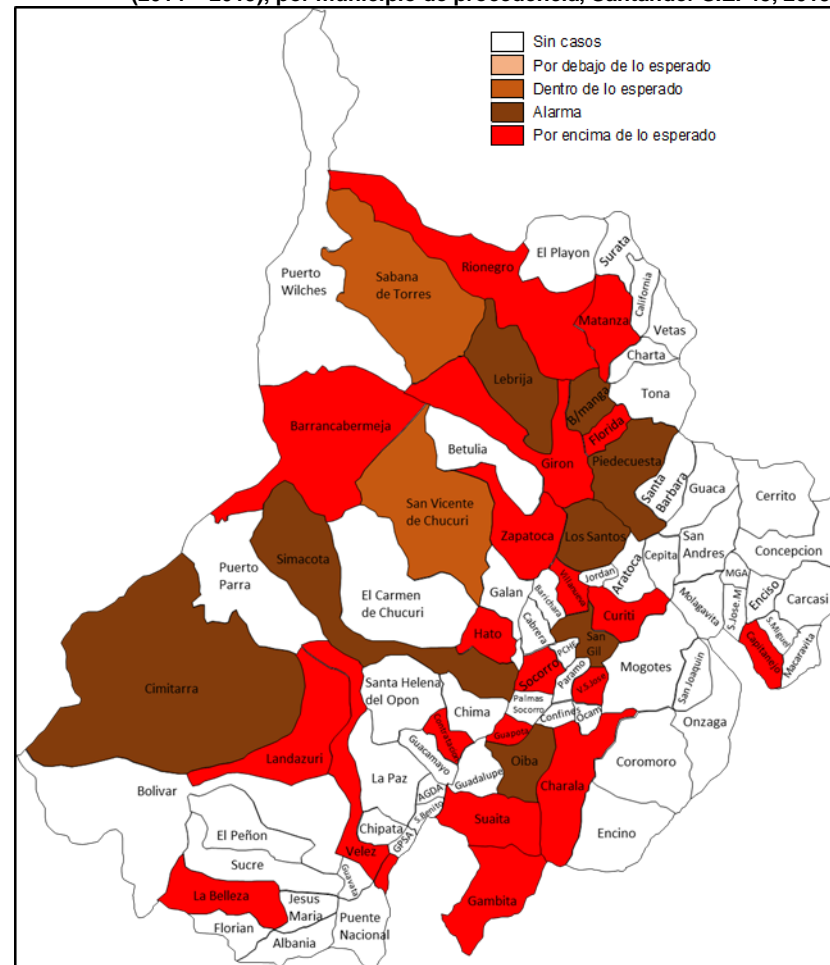 (2014 – 2018), por municipio de procedencia, Santander S.E. 45, 2019
Sin casos
Por debajo de lo esperado
Dentro de lo esperado
Alarma
Por encima de lo esperado
El Playon
Surata
California
Rionegro
Puerto
Wilches
Sabana
de Torres
Matanza
Vetas
Charta
Lebrija
B/manga
Tona
Barrancabermeja
Florida
Betulia
Giron
Piedecuesta
Santa
Barbara
Guaca
Cerrito
San Vicente
de Chucuri
Zapatoca
Los Santos
San
Andres
Simacota
Puerto
Parra
El Carmen
de Chucuri
Galan
Barichara
Villanueva
Jordan
Aratoca
Cepita
Concepcion
MGA
Molagavita
S.Jose.M
Enciso
Carcasi
S.Miguel
Macaravita
Capitanejo
Cabrera
Curiti
Hato
San
Gil
PCHE
Socorro
Paramo
V.S.Jose
Mogotes
San Joaquin
Cimitarra
Santa Helena
del Opon
Chima
Palmas
Socorro
Confines
Ocam
Onzaga
Contratacion
Guapota
Landazuri
Guacamayo
Oiba
Charala
Coromoro
La Paz
Guadalupe
Bolivar
AGDA
S.Benito
Suaita
El Peñon
Chipata
GPSA
Encino
Velez
Sucre
Guavata
La Belleza
Jesus
Maria
Gambita
Florian
Puente
Nacional
Albania